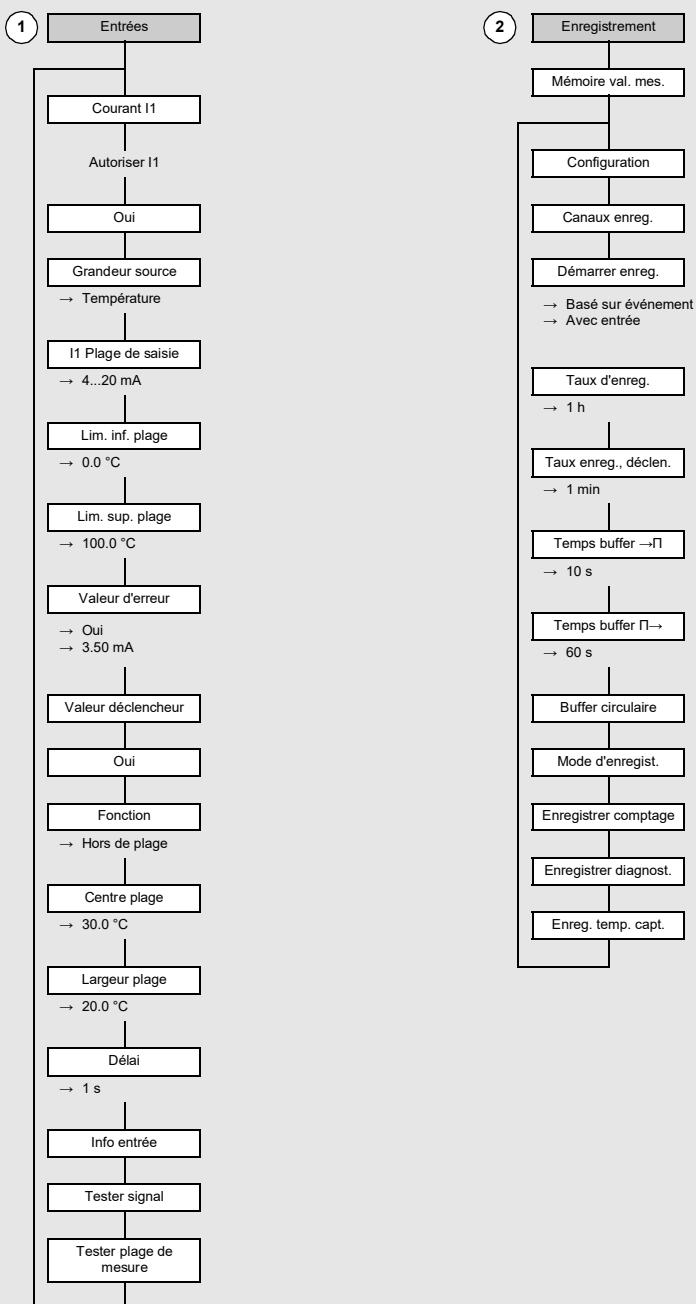 1
Entrées
Courant I1
Autoriser I1
Oui
Grandeur source
→ Température
I1 Plage de saisie
→ 4...20 mA
Lim. inf. plage
→ 0.0 °C
Lim. sup. plage
→ 100.0 °C
Valeur d'erreur
→ Oui
→ 3.50 mA
Valeur déclencheur
Oui
Fonction
→ Hors de plage
Centre plage
→ 30.0 °C
Largeur plage
→ 20.0 °C
Délai
→ 1 s
Info entrée
Tester signal
Tester plage de
mesure
2
Enregistrement
Mémoire val. mes.
Configuration
Canaux enreg.
Démarrer enreg.
→ Basé sur événement
→ Avec entrée
Taux d'enreg.
→ 1 h
Taux enreg., déclen.
→ 1 min
Temps buffer →Π
→ 10 s
Temps buffer Π→
→ 60 s
Buffer circulaire
Mode d'enregist.
Enregistrer comptage
Enregistrer diagnost.
Enreg. temp. capt.